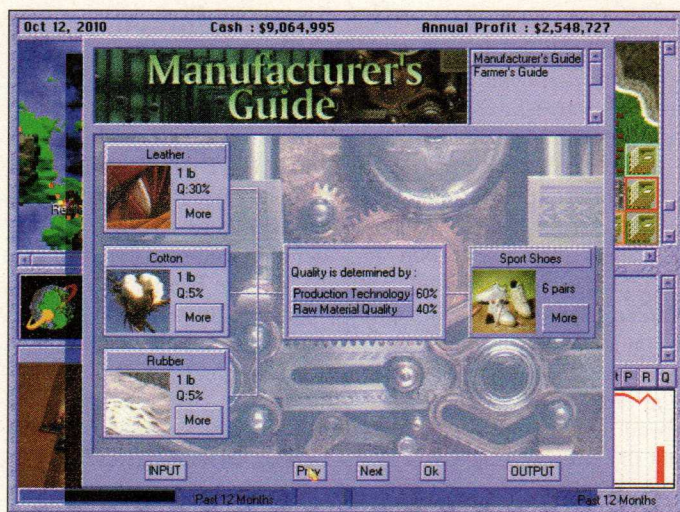 Oct 12, 2010
Cash : $9,064,995
Annual Profit : $2,548,727
Manufacturer's
Guide
Manufacturer's Guide
Farmer's Guide
Leather
1 lb
Q:30%
More
Cotton
1 lb
Q:5%
More
Rubber
1 lb
Q:5%
More
Quality is determined by :
Production Technology 60%
Raw Material Quality 40%
Sport Shoes
6 pairs
More
P R Q
INPUT
Prev
Next
Ok
OUTPUT
Past 12 Months
Past 12 Months